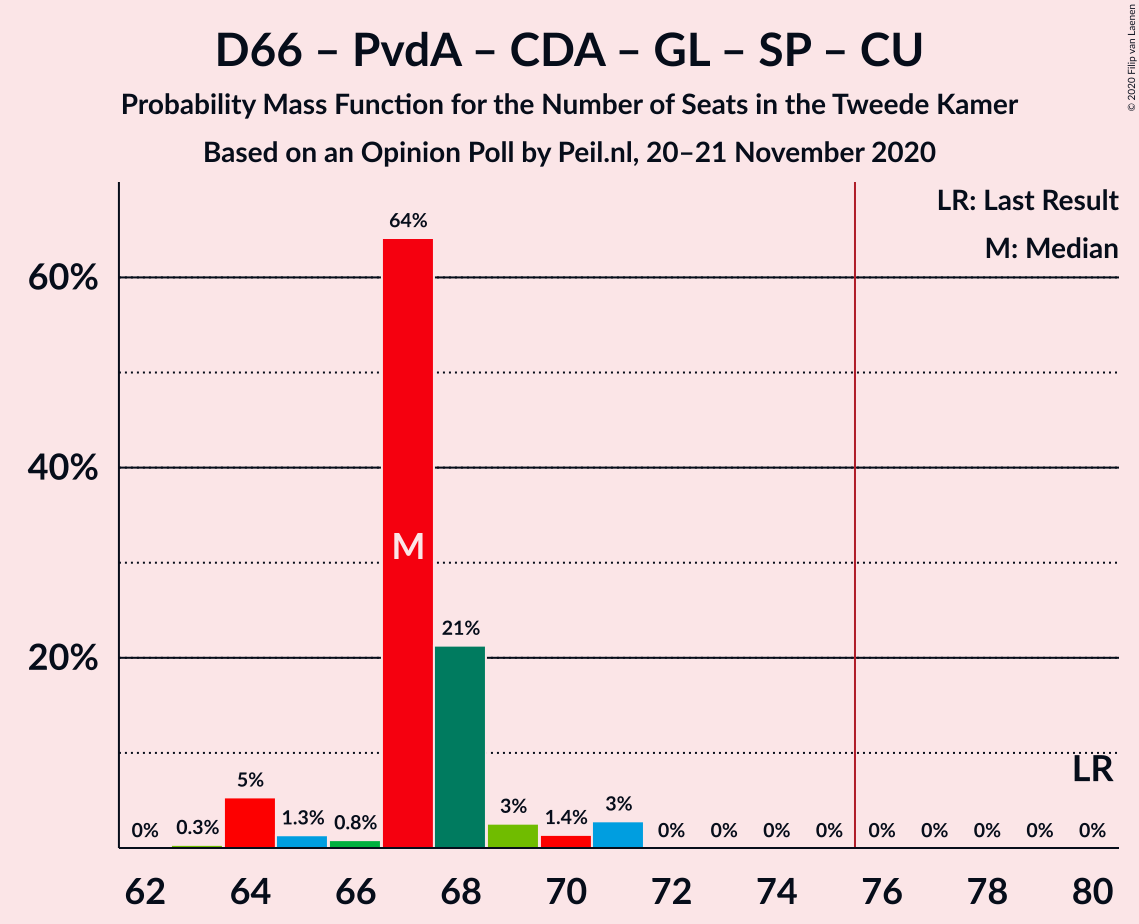 D66 – PvdA – CDA – GL – SP – CU
Probability Mass Function for the Number of Seats in the Tweede Kamer
Based on an Opinion Poll by Peil.nl, 20–21 November 2020
© 2020 Filip van Laenen
LR: Last Result
M: Median
60%
40%
20%
64%
M
21%
LR
0% 0.3% 5% 1.3% 0.8% 3% 1.4% 3% 0% 0% 0% 0% 0% 0% 0% 0% 0%
62 64 66 68 70 72 74 76 78 80